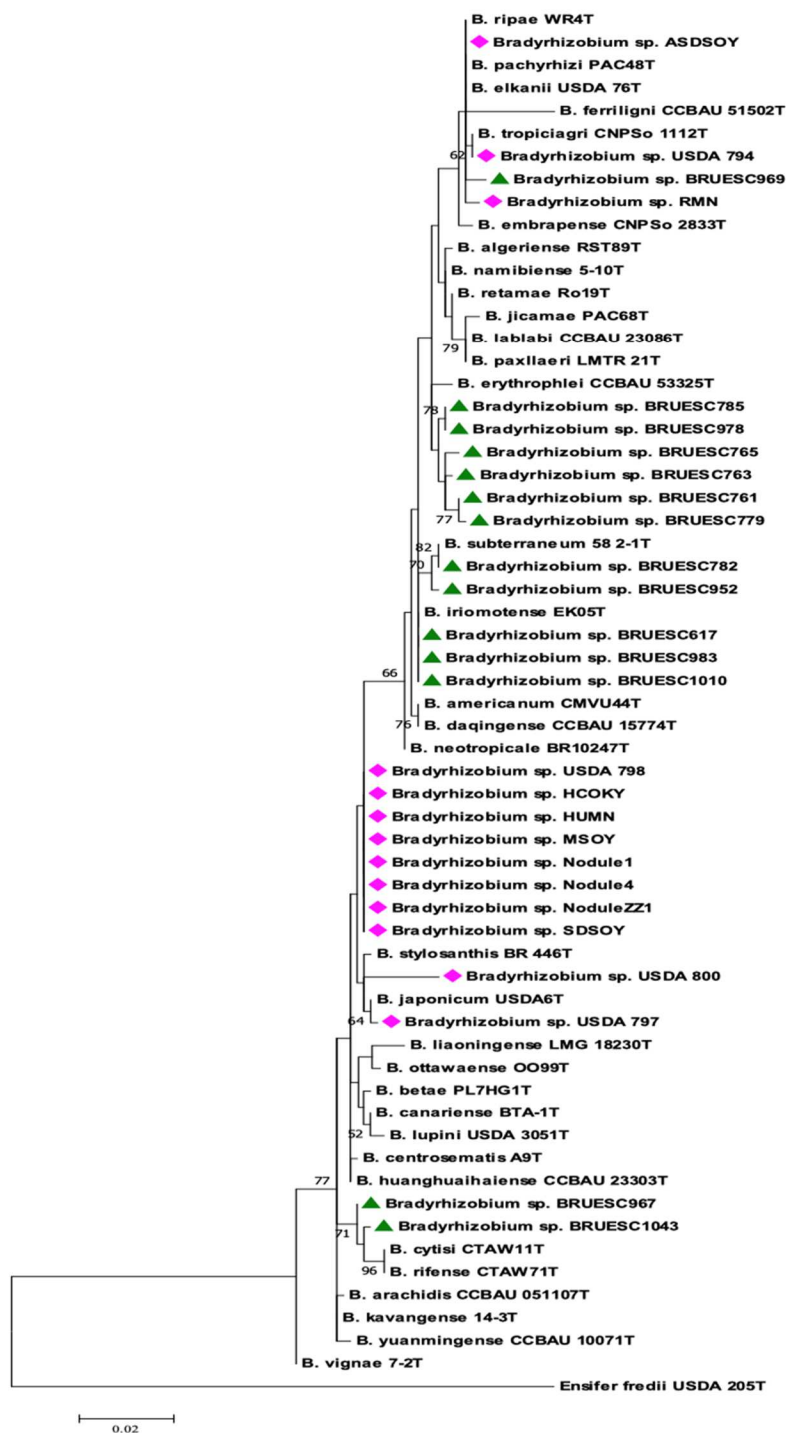 B. ripae WR4T
Bradyrhizobium sp. ASDSOY
B. pachyrhizi PAC48T
B. elkanii USDA 76T
B. ferriligni CCBAU 51502T
B. tropiciagri CNPSo 1112T
62
Bradyrhizobium sp. USDA 794
Bradyrhizobium sp. BRUESC969
Bradyrhizobium sp. RMN
B. embrapense CNPSo 2833T
B. algeriense RST89T
B. namibiense 5-10T
B. retamae Ro19T
B. jicamae PAC68T
B. lablabi CCBAU 23086T
79
B. paxllaeri LMTR 21T
B. erythrophlei CCBAU 53325T
78
Bradyrhizobium sp. BRUESC785
Bradyrhizobium sp. BRUESC978
Bradyrhizobium sp. BRUESC765
Bradyrhizobium sp. BRUESC763
Bradyrhizobium sp. BRUESC761
77
Bradyrhizobium sp. BRUESC779
82
B. subterraneum 58 2-1T
70
Bradyrhizobium sp. BRUESC782
Bradyrhizobium sp. BRUESC952
B. iriomotense EK05T
Bradyrhizobium sp. BRUESC617
Bradyrhizobium sp. BRUESC983
66
Bradyrhizobium sp. BRUESC1010
B. americanum CMVU44T
76
B. daqingense CCBAU 15774T
B. neotropicale BR10247T
Bradyrhizobium sp. USDA 798
Bradyrhizobium sp. HCOKY
Bradyrhizobium sp. HUMN
Bradyrhizobium sp. MSOY
Bradyrhizobium sp. Nodule1
Bradyrhizobium sp. Nodule4
Bradyrhizobium sp. NoduleZZ1
Bradyrhizobium sp. SDSOY
B. stylosanthis BR 446T
Bradyrhizobium sp. USDA 800
B. japonicum USDA6T
64
Bradyrhizobium sp. USDA 797
B. liaoningense LMG 18230T
B. ottawaense OO99T
B. betae PL7HG1T
B. canariense BTA-1T
52
B. lupini USDA 3051T
B. centrosematis A9T
77
B. huanghuaihaiense CCBAU 23303T
Bradyrhizobium sp. BRUESC967
71
Bradyrhizobium sp. BRUESC1043
B. cytisi CTAW11T
96
B. rifense CTAW71T
B. arachidis CCBAU 051107T
B. kavangense 14-3T
B. yuanmingense CCBAU 10071T
B. vignae 7-2T
Ensifer fredii USDA 205T
0.02